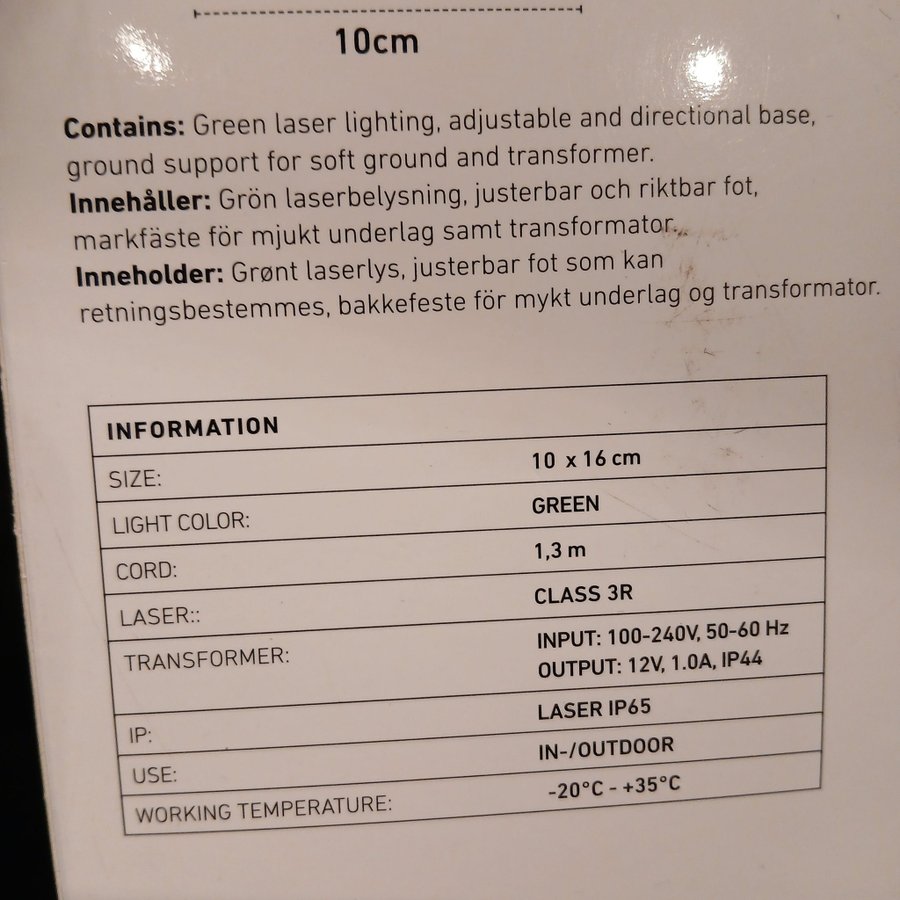 10cm
Contains: Green laser lighting, adjustable and directional base,
ground support for soft ground and transformer.
Innehåller: Grön laserbelysning, justerbar och riktbar fot,
markfäste för mjukt underlag samt transformator.
Inneholder: Grønt laserlys, justerbar fot som kan
retningsbestemmes, bakkefeste för mykt underlag og transformator.
INFORMATION
SIZE: 10 x 16 cm
LIGHT COLOR: GREEN
CORD: 1,3 m
LASER:: CLASS 3R
TRANSFORMER: INPUT: 100-240V, 50-60 Hz
OUTPUT: 12V, 1.0A, IP44
IP: LASER IP65
USE: IN-/OUTDOOR
WORKING TEMPERATURE: -20°C - +35°C